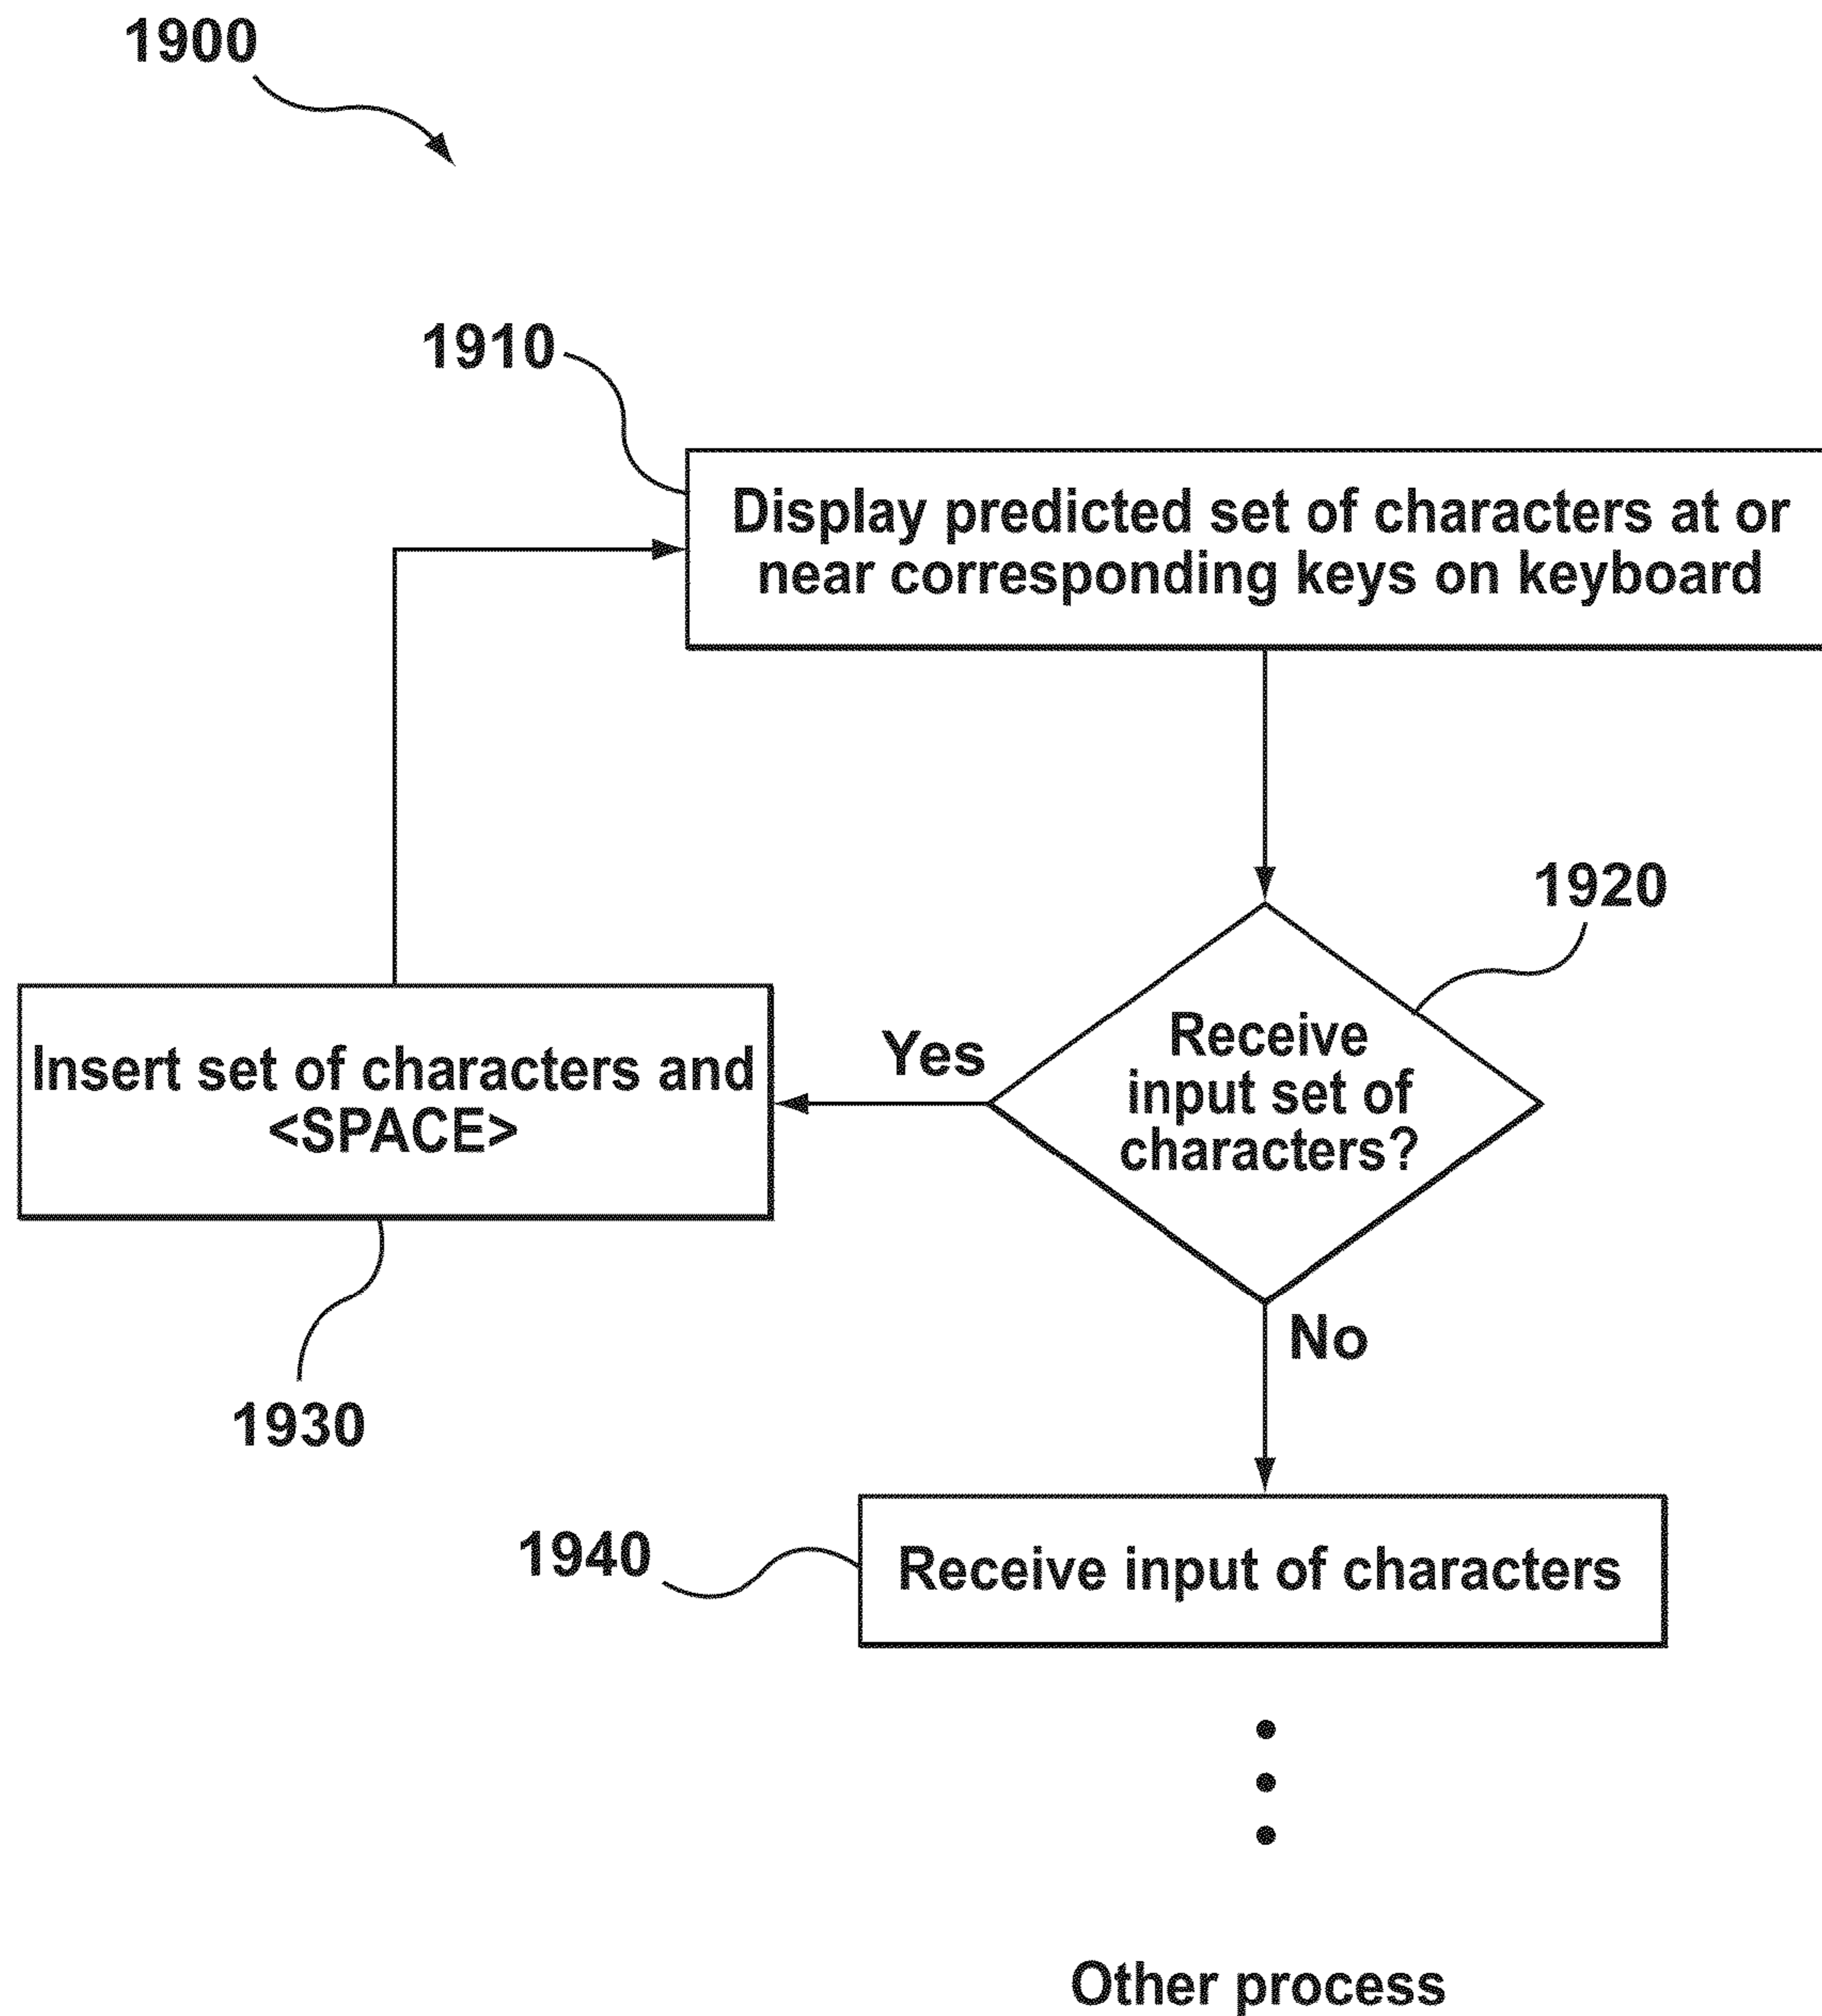 1900
1910
Display predicted set of characters at or
near corresponding keys on keyboard
1920
Receive
input set of
characters?
Yes
Insert set of characters and
<SPACE>
No
1930
1940
Receive input of characters
Other process